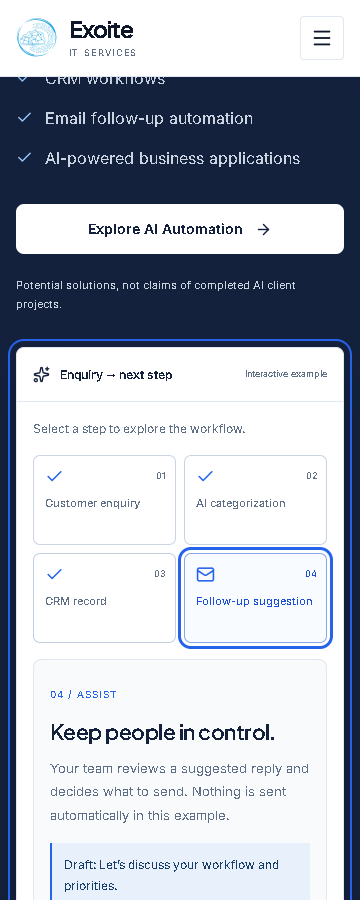 Exoite
IT SERVICES
CRM workflows
Email follow-up automation
AI-powered business applications
Explore AI Automation →
Potential solutions, not claims of completed AI client
projects.
Enquiry → next step
Interactive example
Select a step to explore the workflow.
01
Customer enquiry
02
AI categorization
03
CRM record
04
Follow-up suggestion
04 / ASSIST
Keep people in control.
Your team reviews a suggested reply and
decides what to send. Nothing is sent
automatically in this example.
Draft: Let's discuss your workflow and
priorities.